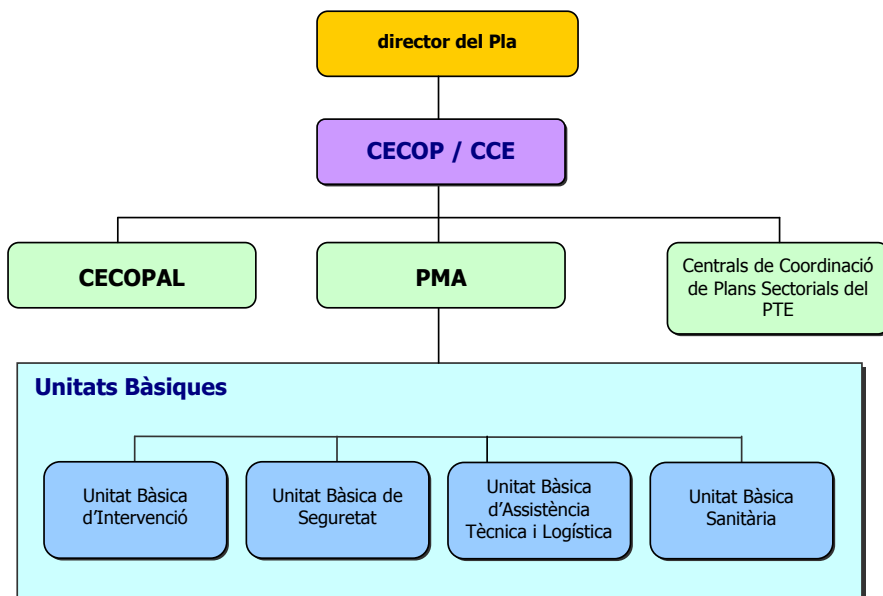 director del Pla
CECOP / CCE
CECOPAL
PMA
Centrals de Coordinació
de Plans Sectorials del
PTE
Unitats Bàsiques
Unitat Bàsica
d’Intervenció
Unitat Bàsica de
Seguretat
Unitat Bàsica
d’Assistència
Tècnica i Logística
Unitat Bàsica
Sanitària